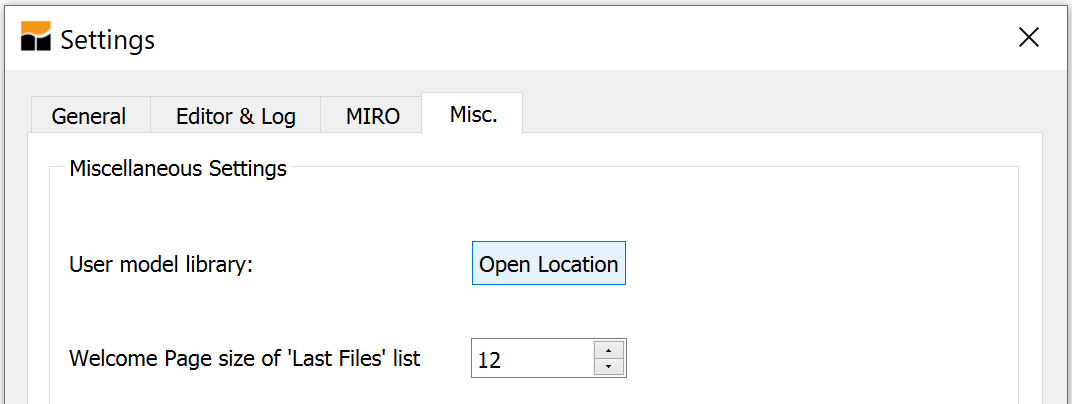 Settings
General Editor & Log MIRO Misc.
Miscellaneous Settings
User model library: Open Location
Welcome Page size of 'Last Files' list 12